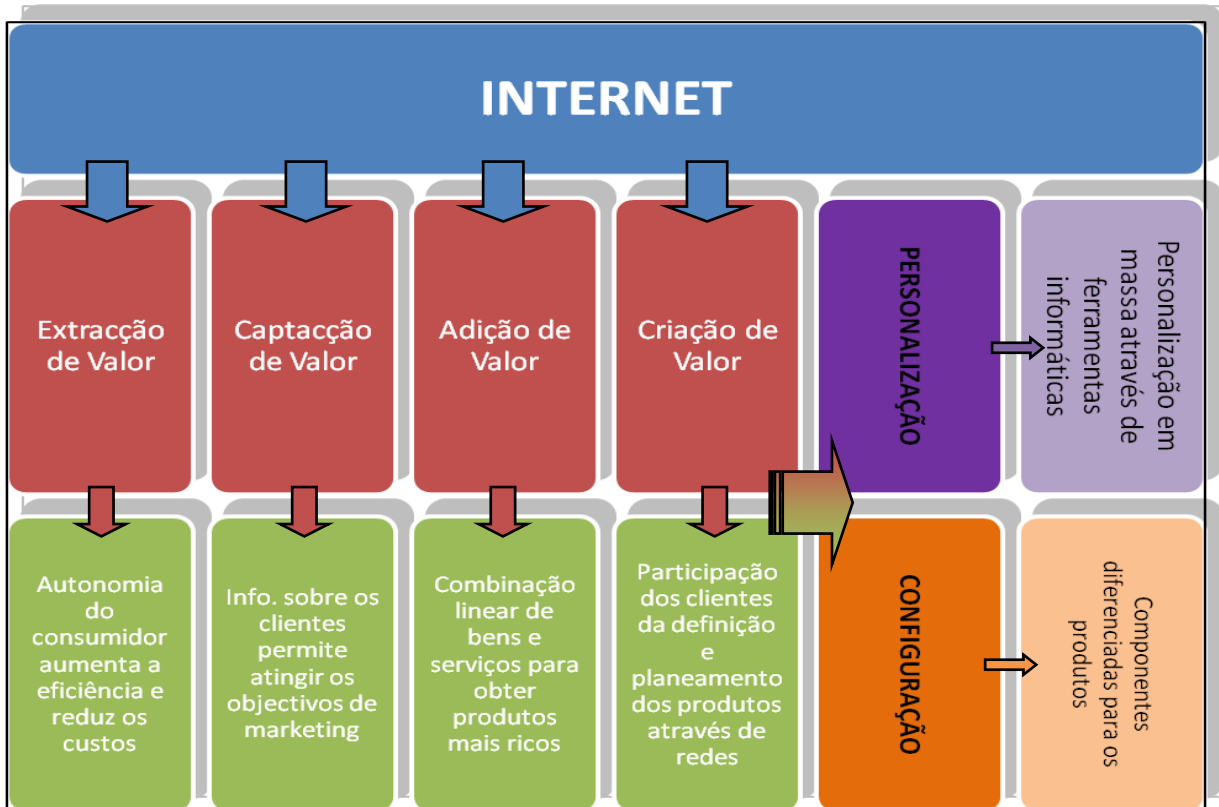 INTERNET
Extracção
de Valor
Captacção
de Valor
Adição de
Valor
Criação de
Valor
PERSONALIZAÇÃO
Personalização em
massa através de
ferramentas
informáticas
Autonomia
do
consumidor
aumenta a
eficiência e
reduz os
custos
Info. sobre os
clientes
permite
atingir os
objectivos de
marketing
Combinação
linear de
bens e
serviços para
obter
produtos
mais ricos
Participação
dos clientes
da definição
e
planeamento
dos produtos
através de
redes
CONFIGURAÇÃO
Componentes
diferenciadas para os
produtos